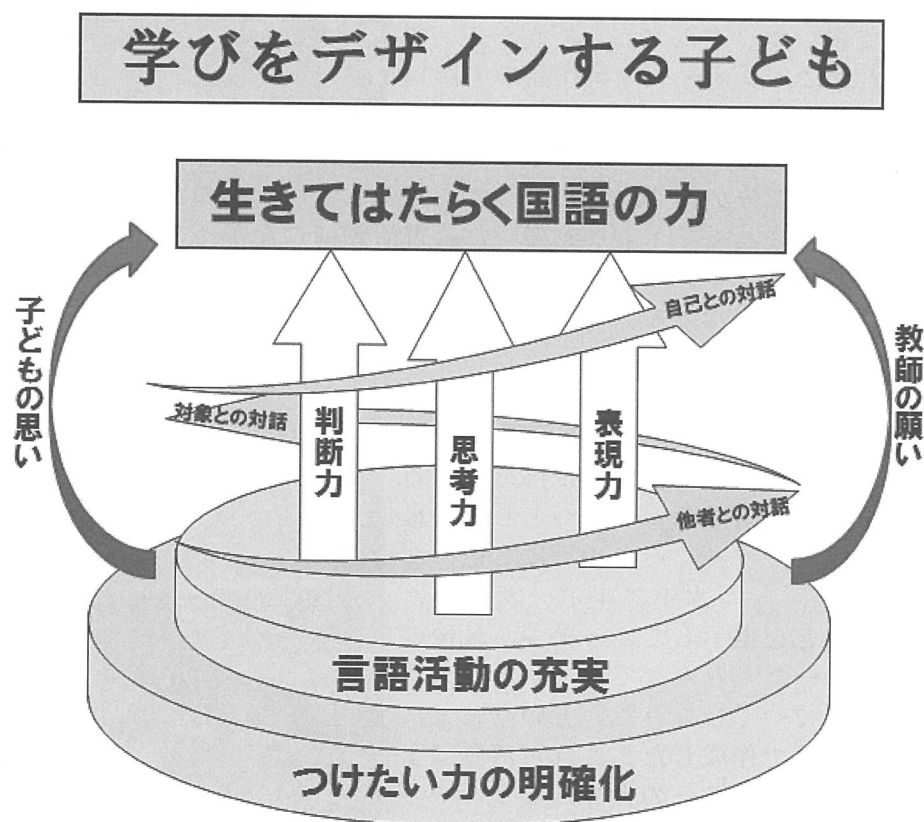 学びをデザインする子ども
生きてはたらく国語の力
自己との対話
子どもの思い
教師の願い
対象との対話
判断力
思考力
表現力
他者との対話
言語活動の充実
つけたい力の明確化